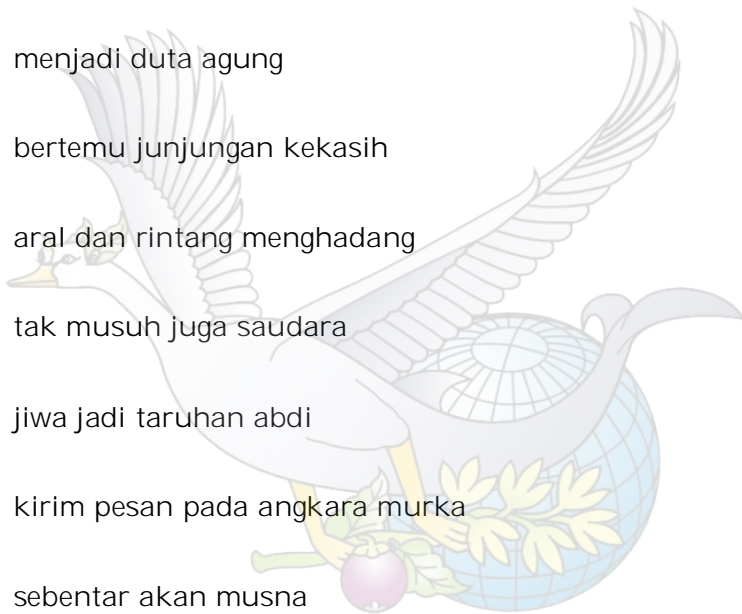 menjadi duta agung
bertemu junjungan kekasih
aral dan rintang menghadang
tak musuh juga saudara
jiwa jadi taruhan abdi
kirim pesan pada angkara murka
sebentar akan musna